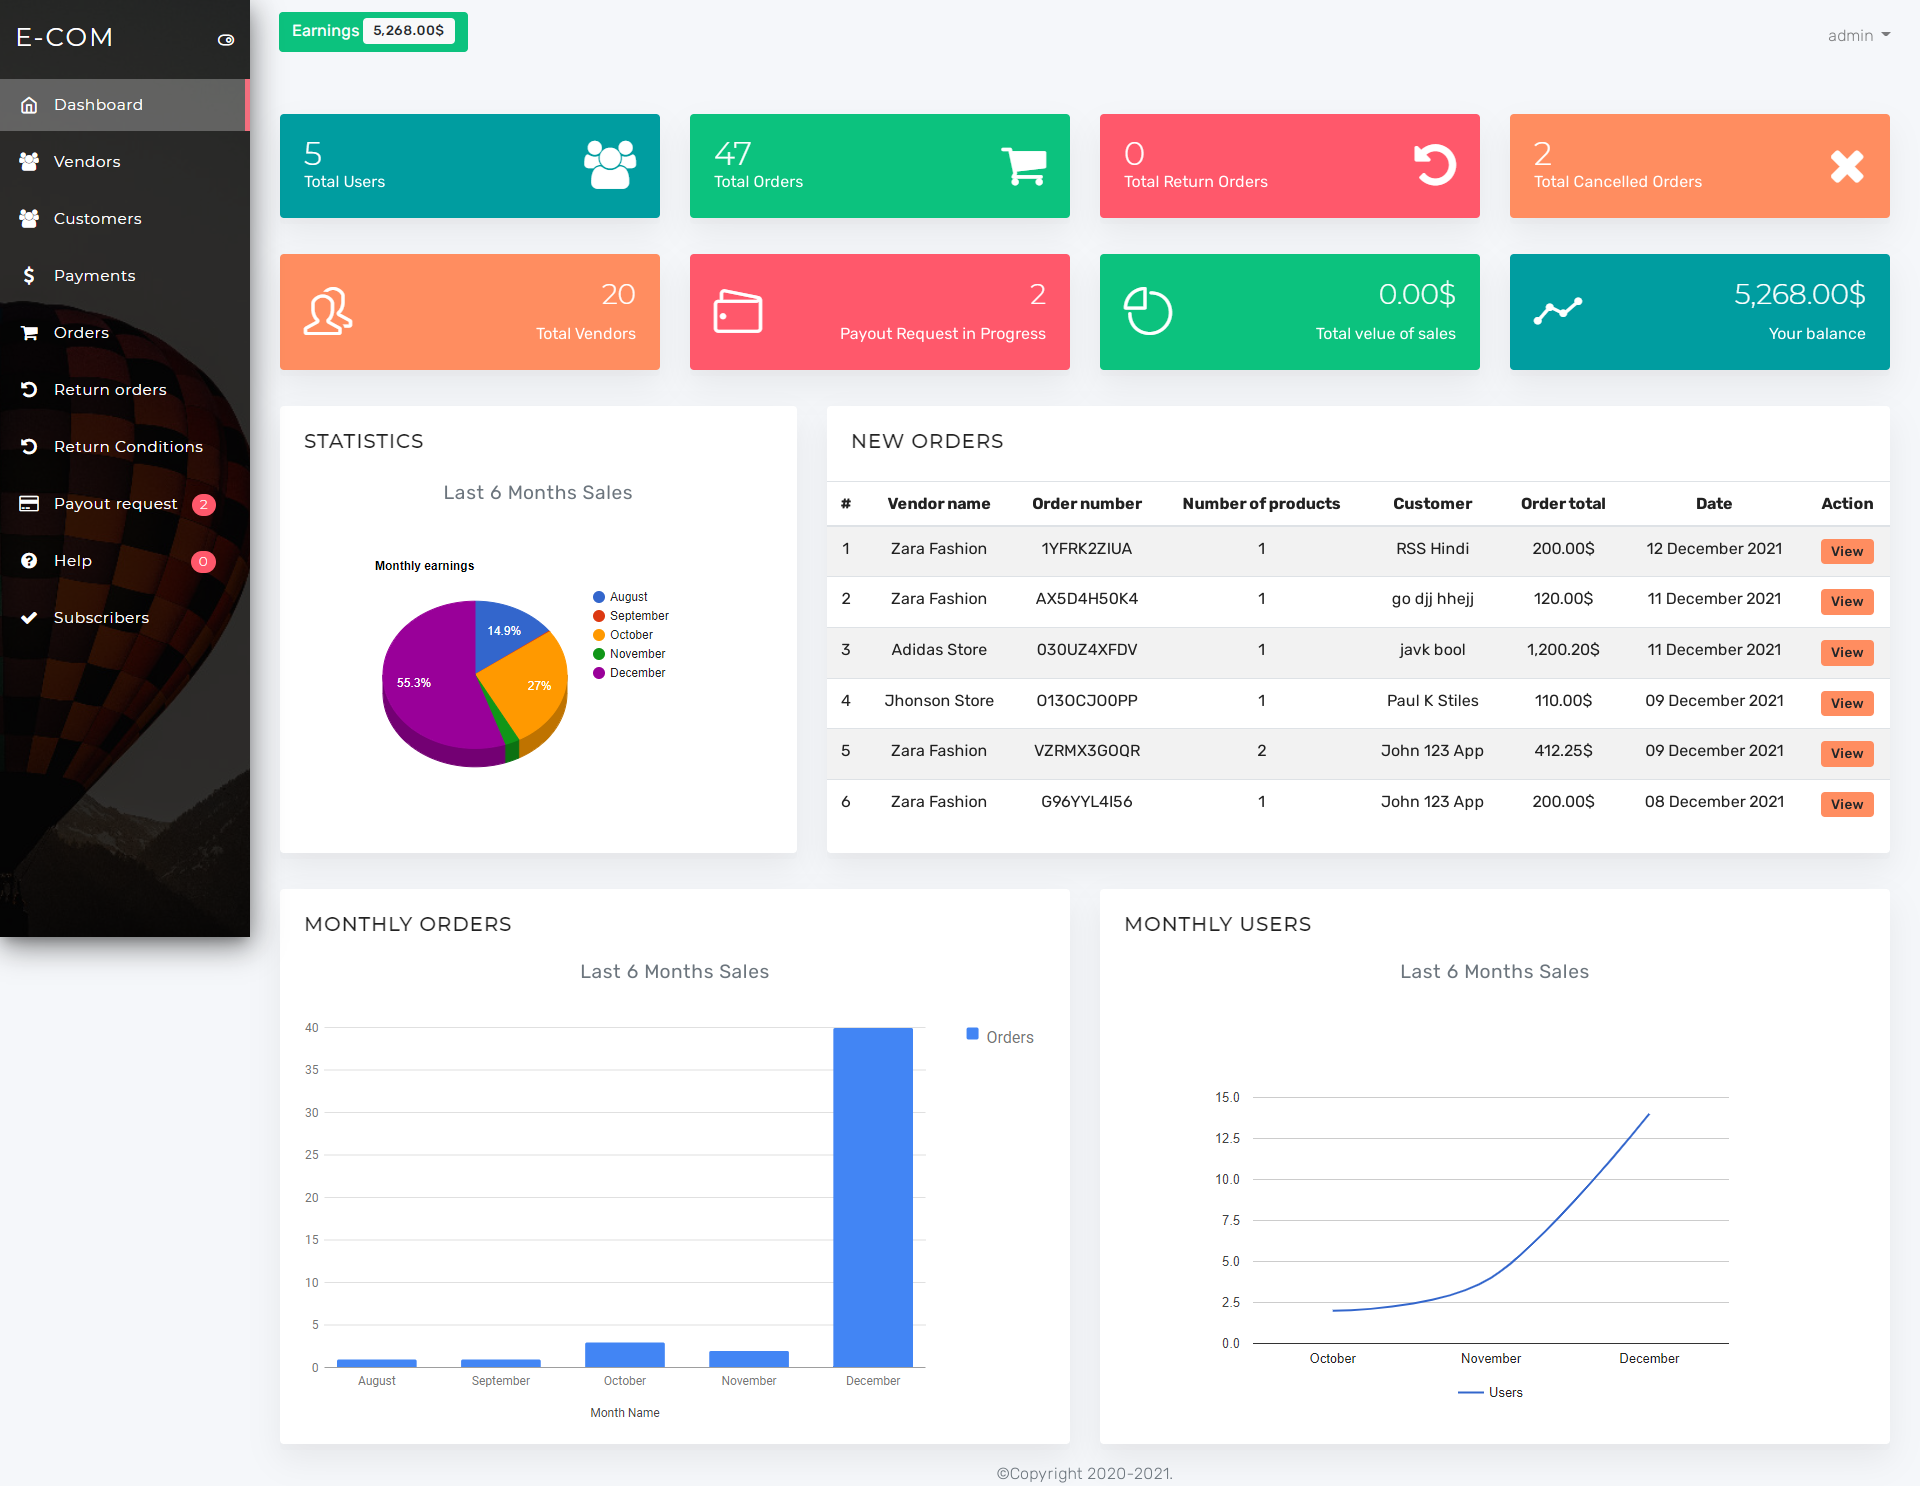 E-COM
Earnings 5,268.00$
admin
Dashboard
Vendors
Customers
Payments
Orders
Return orders
Return Conditions
Payout request 2
Help 0
Subscribers
5
Total Users
47
Total Orders
0
Total Return Orders
2
Total Cancelled Orders
20
Total Vendors
2
Payout Request in Progress
0.00$
Total velue of sales
5,268.00$
Your balance
STATISTICS
Last 6 Months Sales
Monthly earnings
August
September
October
November
December
14.9%
27%
55.3%
NEW ORDERS
# Vendor name Order number Number of products Customer Order total Date Action
1 Zara Fashion 1YFRK2ZIUA 1 RSS Hindi 200.00$ 12 December 2021 View
2 Zara Fashion AX5D4H50K4 1 go djj hhejj 120.00$ 11 December 2021 View
3 Adidas Store 030UZ4XFDV 1 javk bool 1,200.20$ 11 December 2021 View
4 Jhonson Store O13OCJ0OPP 1 Paul K Stiles 110.00$ 09 December 2021 View
5 Zara Fashion VZRMX3GOQR 2 John 123 App 412.25$ 09 December 2021 View
6 Zara Fashion G96YYL4I56 1 John 123 App 200.00$ 08 December 2021 View
MONTHLY ORDERS
Last 6 Months Sales
40
35
30
25
20
15
10
5
0
August September October November December
Month Name
Orders
MONTHLY USERS
Last 6 Months Sales
15.0
12.5
10.0
7.5
5.0
2.5
0.0
October November December
Users
©Copyright 2020-2021.